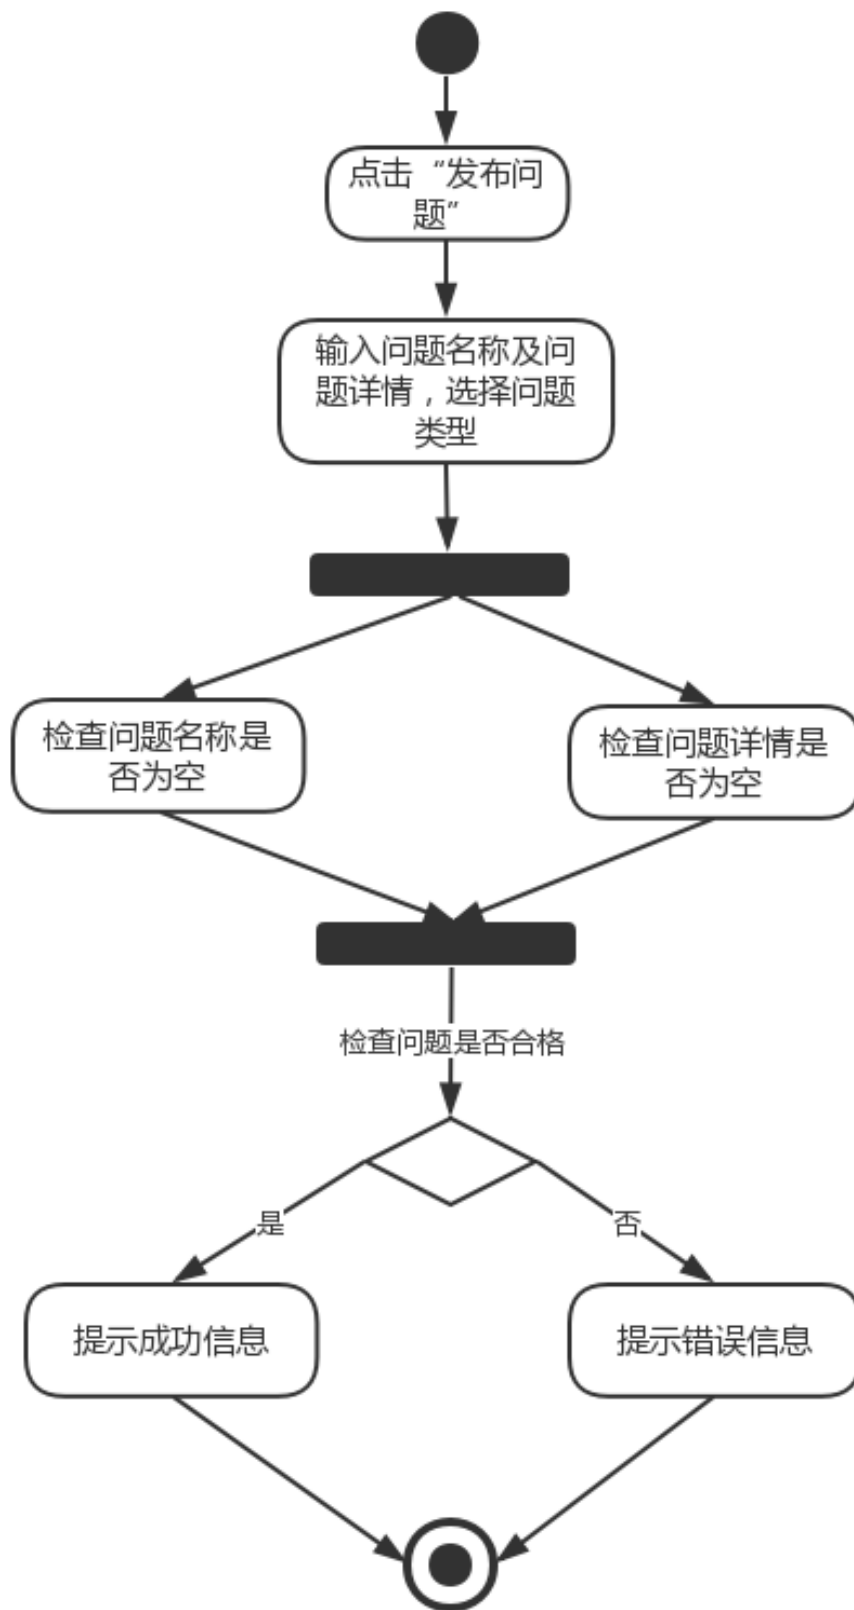 点击“发布问
题”
输入问题名称及问
题详情，选择问题
类型
检查问题名称是
否为空
检查问题详情是
否为空
检查问题是否合格
是
否
提示成功信息
提示错误信息